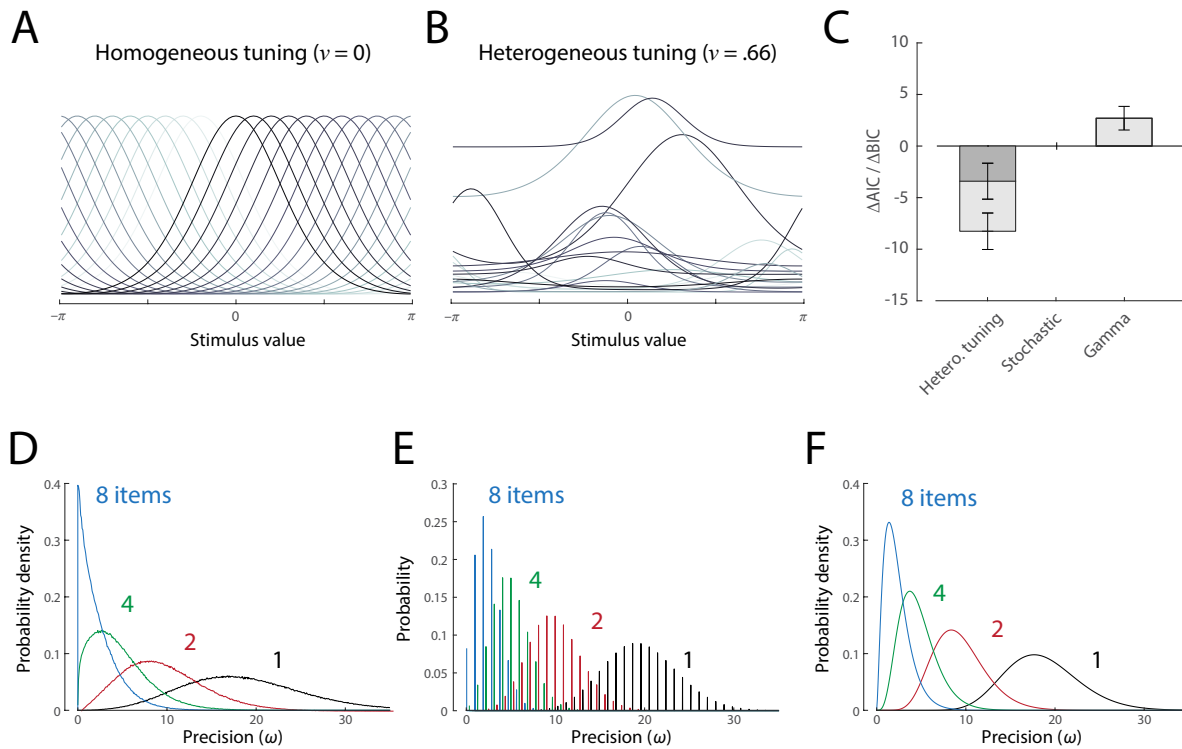 A
Homogeneous tuning (v = 0)
−π
0
π
Stimulus value
B
Heterogeneous tuning (v = .66)
−π
0
π
Stimulus value
C
ΔAIC / ΔBIC
10
5
0
-5
-10
-15
Hetero. tuning
Stochastic
Gamma
D
Probability density
0.4
0.3
0.2
0.1
0
8 items
4
2
1
0
10
20
30
Precision (ω)
E
Probability
0.3
0.25
0.2
0.15
0.1
0.05
0
8 items
4
2
1
0
10
20
30
Precision (ω)
F
Probability density
0.4
0.3
0.2
0.1
0
8 items
4
2
1
0
10
20
30
Precision (ω)